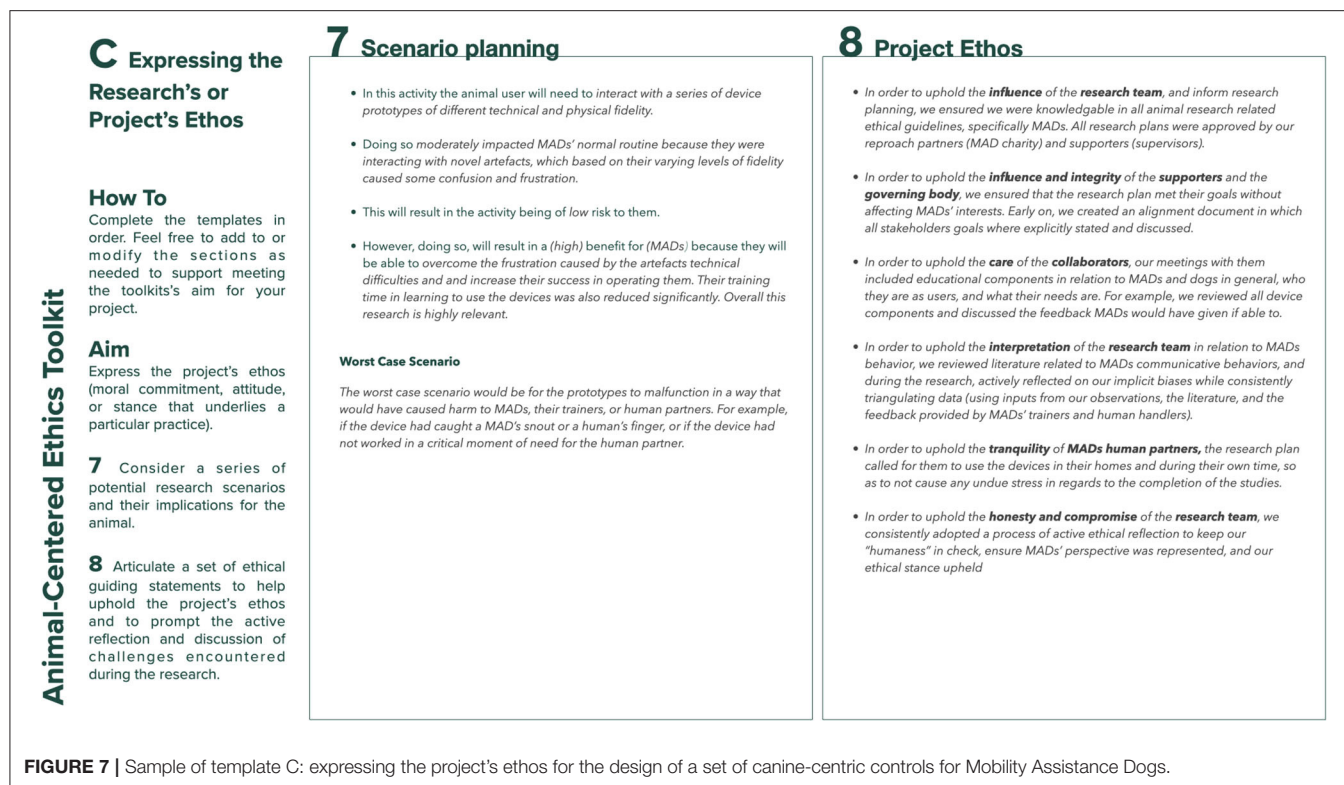 Animal-Centered Ethics Toolkit
C Expressing the
Research's or
Project's Ethos
How To
Complete the templates in
order. Feel free to add to or
modify the sections as
needed to support meeting
the toolkits's aim for your
project.
Aim
Express the project's ethos
(moral commitment, attitude,
or stance that underlies a
particular practice).
7 Consider a series of
potential research scenarios
and their implications for the
animal.
8 Articulate a set of ethical
guiding statements to help
uphold the project's ethos
and to prompt the active
reflection and discussion of
challenges encountered
during the research.
7 Scenario planning
• In this activity the animal user will need to interact with a series of device
prototypes of different technical and physical fidelity.
• Doing so moderately impacted MADs' normal routine because they were
interacting with novel artefacts, which based on their varying levels of fidelity
caused some confusion and frustration.
• This will result in the activity being of low risk to them.
• However, doing so, will result in a (high) benefit for (MADs) because they will
be able to overcome the frustration caused by the artefacts technical
difficulties and and increase their success in operating them. Their training
time in learning to use the devices was also reduced significantly. Overall this
research is highly relevant.
Worst Case Scenario
The worst case scenario would be for the prototypes to malfunction in a way that
would have caused harm to MADs, their trainers, or human partners. For example,
if the device had caught a MAD's snout or a human's finger, or if the device had
not worked in a critical moment of need for the human partner.
8 Project Ethos
• In order to uphold the influence of the research team, and inform research
planning, we ensured we were knowledgable in all animal research related
ethical guidelines, specifically MADs. All research plans were approved by our
reproach partners (MAD charity) and supporters (supervisors).
• In order to uphold the influence and integrity of the supporters and the
governing body, we ensured that the research plan met their goals without
affecting MADs' interests. Early on, we created an alignment document in which
all stakeholders goals where explicitly stated and discussed.
• In order to uphold the care of the collaborators, our meetings with them
included educational components in relation to MADs and dogs in general, who
they are as users, and what their needs are. For example, we reviewed all device
components and discussed the feedback MADs would have given if able to.
• In order to uphold the interpretation of the research team in relation to MADs
behavior, we reviewed literature related to MADs communicative behaviors, and
during the research, actively reflected on our implicit biases while consistently
triangulating data (using inputs from our observations, the literature, and the
feedback provided by MADs' trainers and human handlers).
• In order to uphold the tranquility of MADs human partners, the research plan
called for them to use the devices in their homes and during their own time, so
as to not cause any undue stress in regards to the completion of the studies.
• In order to uphold the honesty and compromise of the research team, we
consistently adopted a process of active ethical reflection to keep our
"humaness" in check, ensure MADs' perspective was represented, and our
ethical stance upheld
FIGURE 7 | Sample of template C: expressing the project's ethos for the design of a set of canine-centric controls for Mobility Assistance Dogs.